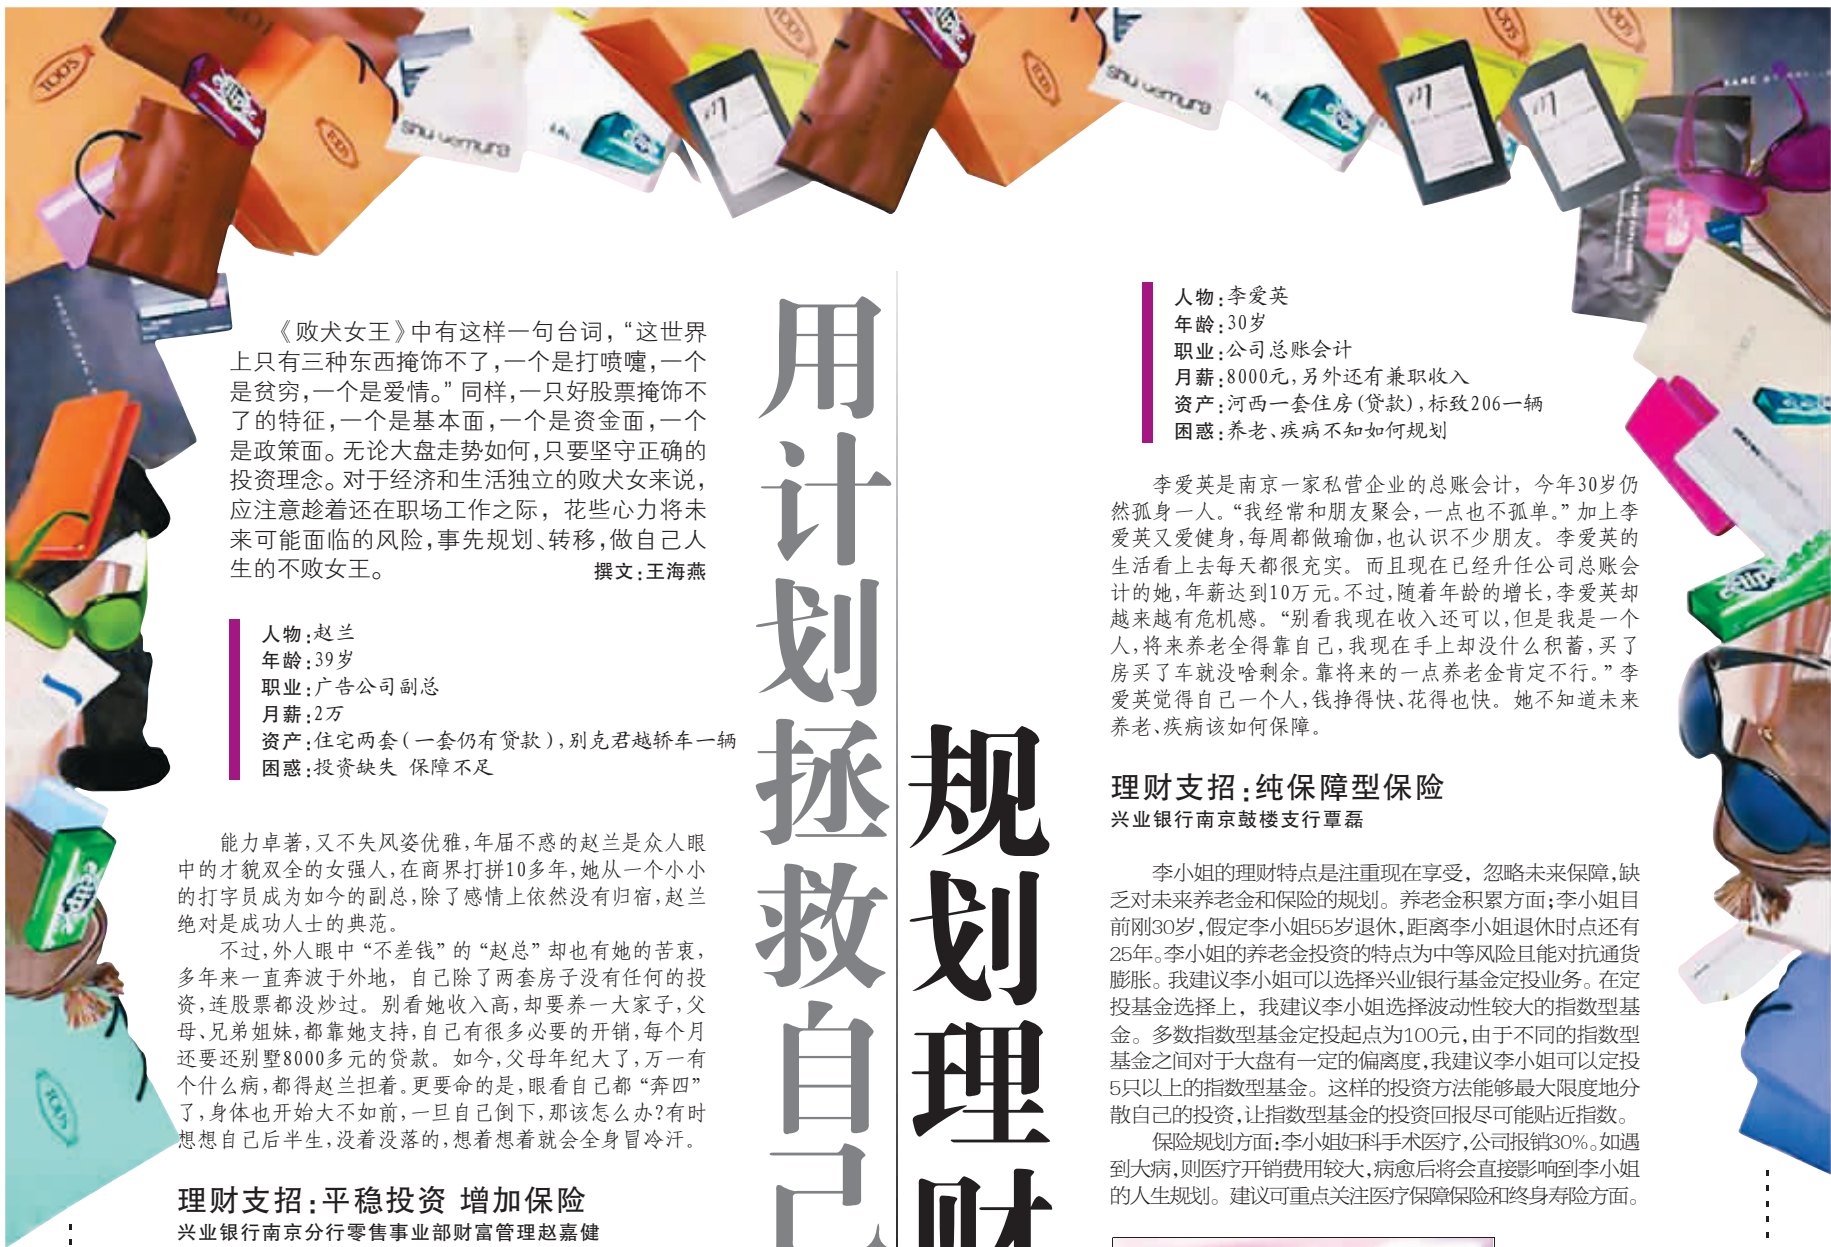 《败犬女王》中有这样一句台词，“这世界
上只有三种东西掩饰不了，一个是打喷嚏，一个
是贫穷，一个是爱情。”同样，一只好股票掩饰不
了的特征，一个是基本面，一个是资金面，一个
是政策面。无论大盘走势如何，只要坚守正确的
投资理念。对于经济和生活独立的败犬女来说，
应注意趁着还在职场工作之际，花些心力将未
来可能面临的风险，事先规划、转移，做自己人
生的不败女王。 撰文：王海燕
人物：赵兰
年龄：39岁
职业：广告公司副总
月薪：2万
资产：住宅两套（一套仍有贷款），别克君越轿车一辆
困惑：投资缺失 保障不足
能力卓著，又不失风姿优雅，年届不惑的赵兰是众人眼
中的才貌双全的女强人，在商界打拼10多年，她从一个小小
的打字员成为如今的副总，除了感情上依然没有归宿，赵兰
绝对是成功人士的典范。
不过，外人眼中“不差钱”的“赵总”却也有她的苦衷，
多年来一直奔波于外地，自己除了两套房子没有任何的投
资，连股票都没炒过。别看她收入高，却要养一大家子，父
母、兄弟姐妹，都靠她支持，自己有很多必要的开销，每个月
还要还别墅8000多元的贷款。如今，父母年纪大了，万一有
个什么病，都得赵兰担着。更要命的是，眼看自己都“奔四”
了，身体也开始大不如前，一旦自己倒下，那该怎么办？有时
想想自己后半生，没着没落的，想着想着就会全身冒冷汗。
理财支招：平稳投资 增加保险
兴业银行南京分行零售事业部财富管理赵嘉健
用计划拯救自己
规划理财
人物：李爱英
年龄：30岁
职业：公司总账会计
月薪：8000元，另外还有兼职收入
资产：河西一套住房（贷款），标致206一辆
困惑：养老、疾病不知如何规划
李爱英是南京一家私营企业的总账会计，今年30岁仍
然孤身一人。“我经常和朋友聚会，一点也不孤单。”加上李
爱英又爱健身，每周都做瑜伽，也认识不少朋友。李爱英的
生活看上去每天都很充实。而且现在已经升任公司总账会
计的她，年薪达到10万元。不过，随着年龄的增长，李爱英却
越来越有危机感。“别看我现在收入还可以，但是我是一个
人，将来养老全得靠自己，我现在手上却没什么积蓄，买了
房买了车就没啥剩余。靠将来的一点养老金肯定不行。”李
爱英觉得自己一个人，钱挣得快、花得也快。她不知道未来
养老、疾病该如何保障。
理财支招：纯保障型保险
兴业银行南京鼓楼支行覃磊
李小姐的理财特点是注重现在享受，忽略未来保障，缺
乏对未来养老金和保险的规划。养老金积累方面；李小姐目
前刚30岁，假定李小姐55岁退休，距离李小姐退休时点还有
25年。李小姐的养老金投资的特点为中等风险且能对抗通货
膨胀。我建议李小姐可以选择兴业银行基金定投业务。在定
投基金选择上，我建议李小姐选择波动性较大的指数型基
金。多数指数型基金定投起点为100元，由于不同的指数型
基金之间对于大盘有一定的偏离度，我建议李小姐可以定投
5只以上的指数型基金。这样的投资方法能够最大限度地分
散自己的投资，让指数型基金的投资回报尽可能贴近指数。
保险规划方面：李小姐妇科手术医疗，公司报销30%。如遇
到大病，则医疗开销费用较大，病愈后将会直接影响到李小姐
的人生规划。建议可重点关注医疗保障保险和终身寿险方面。
TOD'S
TOD'S
shu uemura
TOD'S
shu uemura
TOD'S